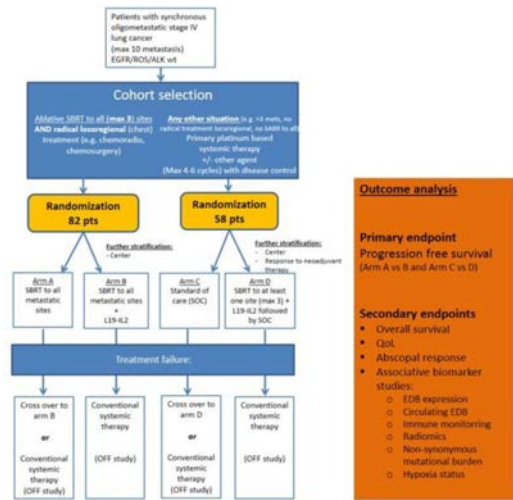 Patients with synchronous
oligometastatic stage IV
lung cancer
(max 10 metastasis)
EGFR/ROS/ALK wt
Cohort selection
Ablative SBRT to all (max 3) sites
AND radical locoregional (chest)
treatment (e.g. chemoradio,
chemosurgery)
Any other situation (e.g. >3 mets, no
radical treatment locoregional, no SABR to all)
Primary platinum based
systemic therapy
+/- other agent
(Max 4-6 cycles) with disease control
Randomization
82 pts
Randomization
58 pts
Further stratification:
- Center
Further stratification:
- Center
- Response to neoadjuvant
therapy
Arm A
SBRT to all
metastatic
sites
Arm B
SBRT to all
metastatic sites
+
L19-IL2
Arm C
Standard of
care (SOC)
Arm D
SBRT to at least
one site (max 3) +
L19-IL2 followed
by SOC
Treatment failure:
Cross over to
arm B
or
Conventional
systemic
therapy
(OFF study)
Conventional
systemic
therapy
(OFF study)
Cross over to
arm D
or
Conventional
systemic
therapy
(OFF study)
Conventional
systemic
therapy
(OFF study)
Outcome analysis
Primary endpoint
Progression free survival
(Arm A vs B and Arm C vs D)
Secondary endpoints
▪ Overall survival
▪ QoL
▪ Abscopal response
▪ Associative biomarker
studies:
o EDB expression
o Circulating EDB
o Immune monitorring
o Radiomics
o Non-synonymous
mutational burden
o Hypoxia status